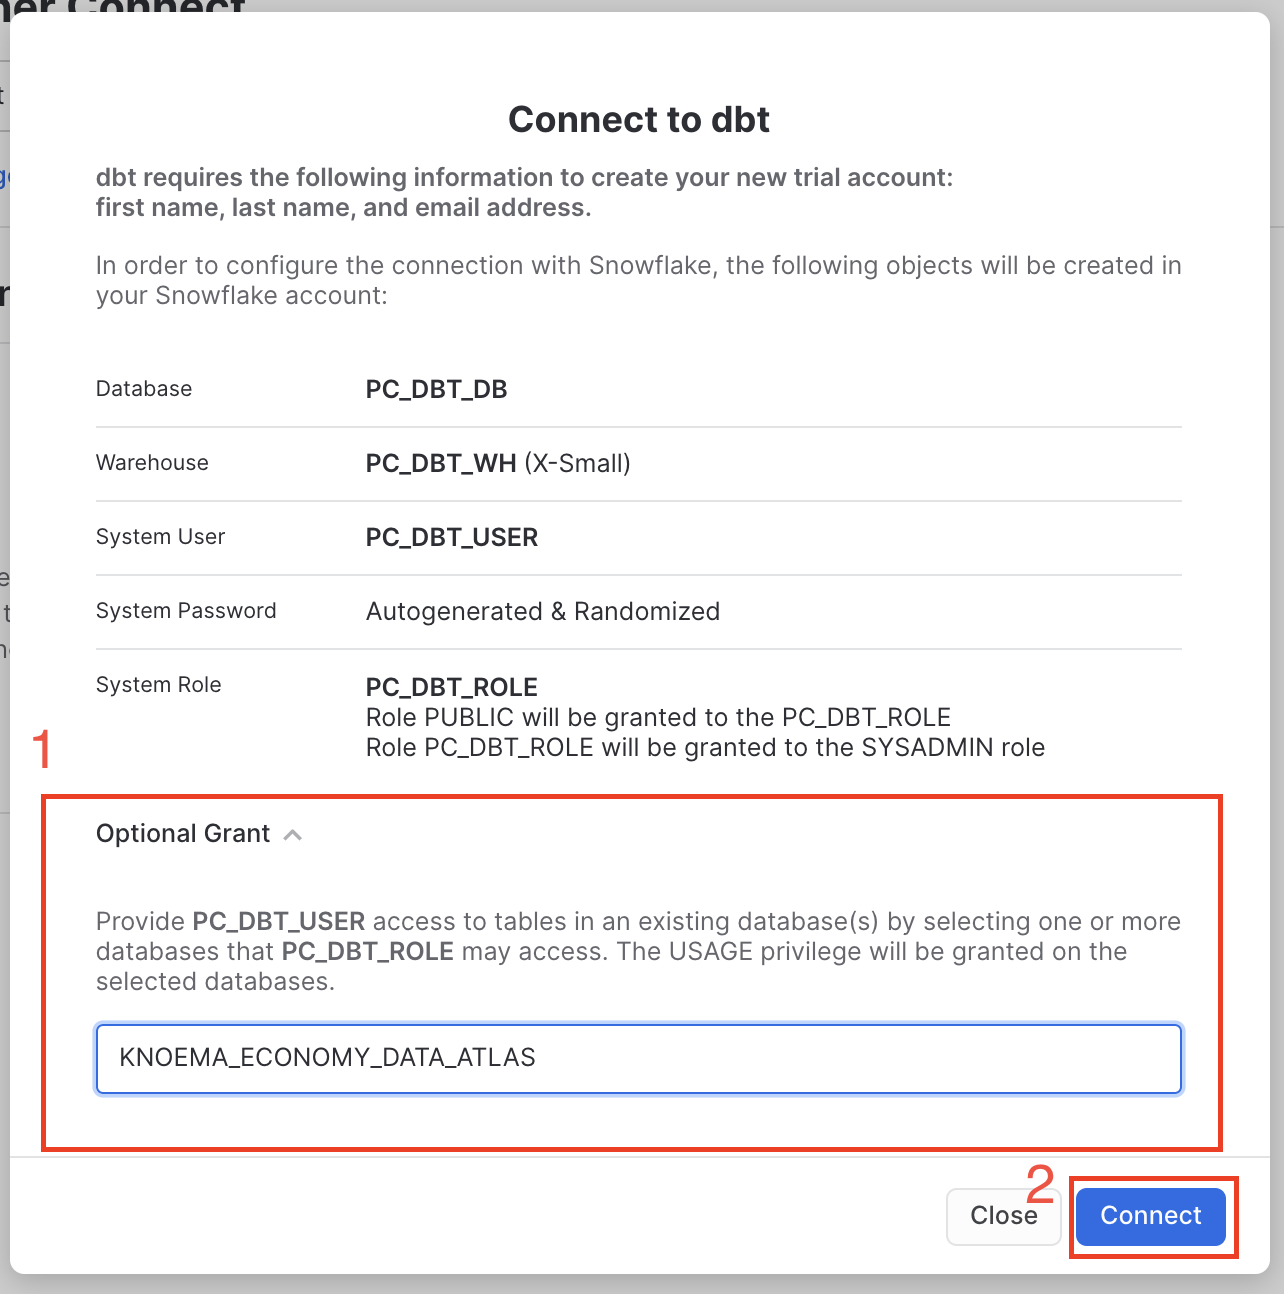 Connect
Connect to dbt
dbt requires the following information to create your new trial account:
first name, last name, and email address.
In order to configure the connection with Snowflake, the following objects will be created in
your Snowflake account:
Database PC_DBT_DB
Warehouse PC_DBT_WH (X-Small)
System User PC_DBT_USER
System Password Autogenerated & Randomized
System Role PC_DBT_ROLE
Role PUBLIC will be granted to the PC_DBT_ROLE
Role PC_DBT_ROLE will be granted to the SYSADMIN role
1
Optional Grant
Provide PC_DBT_USER access to tables in an existing database(s) by selecting one or more
databases that PC_DBT_ROLE may access. The USAGE privilege will be granted on the
selected databases.
KNOEMA_ECONOMY_DATA_ATLAS
2
Close Connect